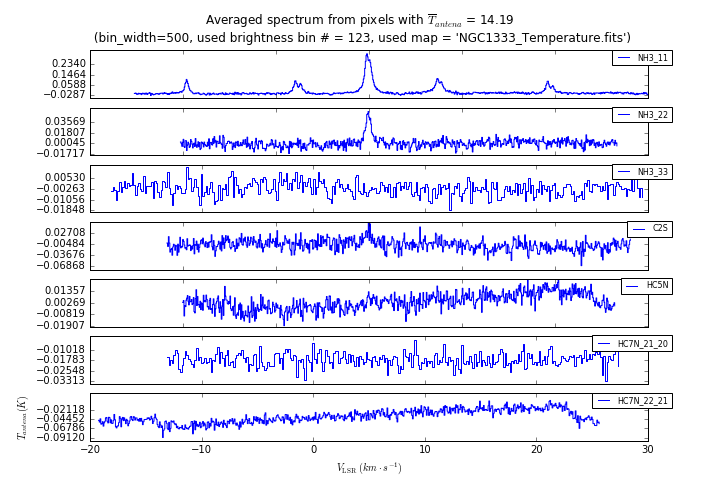 Averaged spectrum from pixels with T̅antena = 14.19
(bin_width=500, used brightness bin # = 123, used map = 'NGC1333_Temperature.fits')
NH3_11
0.2340
0.1464
0.0588
−0.0287
NH3_22
0.03569
0.01807
0.00045
−0.01717
NH3_33
0.00530
−0.00263
−0.01056
−0.01848
C2S
0.02708
−0.00484
−0.03676
−0.06868
HC5N
0.01357
0.00269
−0.00819
−0.01907
HC7N_21_20
−0.01018
−0.01783
−0.02548
−0.03313
HC7N_22_21
−0.02118
−0.04452
−0.06786
−0.09120
Tantena(K)
−20 −10 0 10 20 30
VLSR (km · s−1)